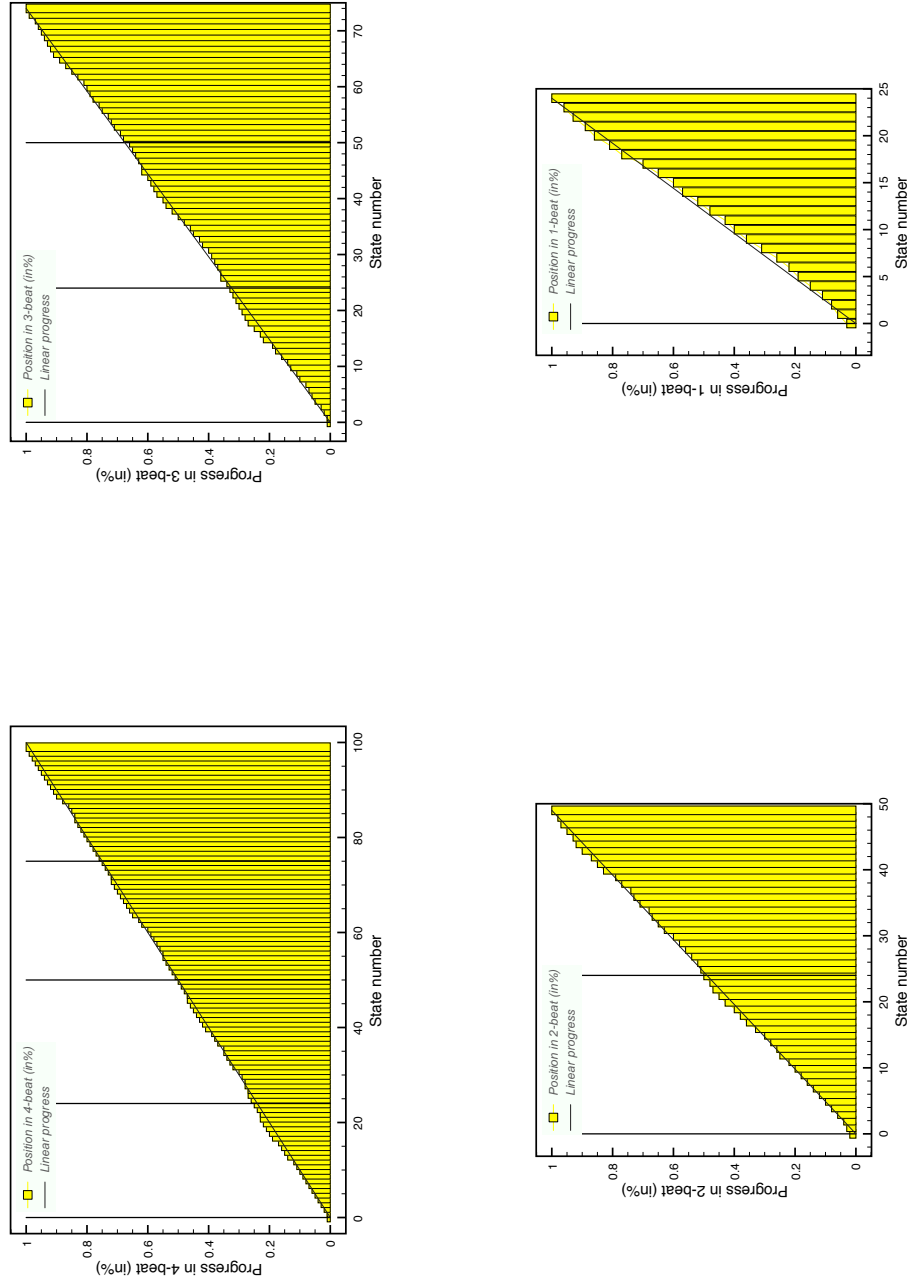 Progress in 4-beat (in%)
1
0.8
0.6
0.4
0.2
0
Position in 4-beat (in%)
Linear progress
0 20 40 60 80 100
State number
Progress in 3-beat (in%)
1
0.8
0.6
0.4
0.2
0
Position in 3-beat (in%)
Linear progress
0 10 20 30 40 50 60 70
State number
Progress in 2-beat (in%)
1
0.8
0.6
0.4
0.2
0
Position in 2-beat (in%)
Linear progress
0 10 20 30 40 50
State number
Progress in 1-beat (in%)
1
0.8
0.6
0.4
0.2
0
Position in 1-beat (in%)
Linear progress
0 5 10 15 20 25
State number